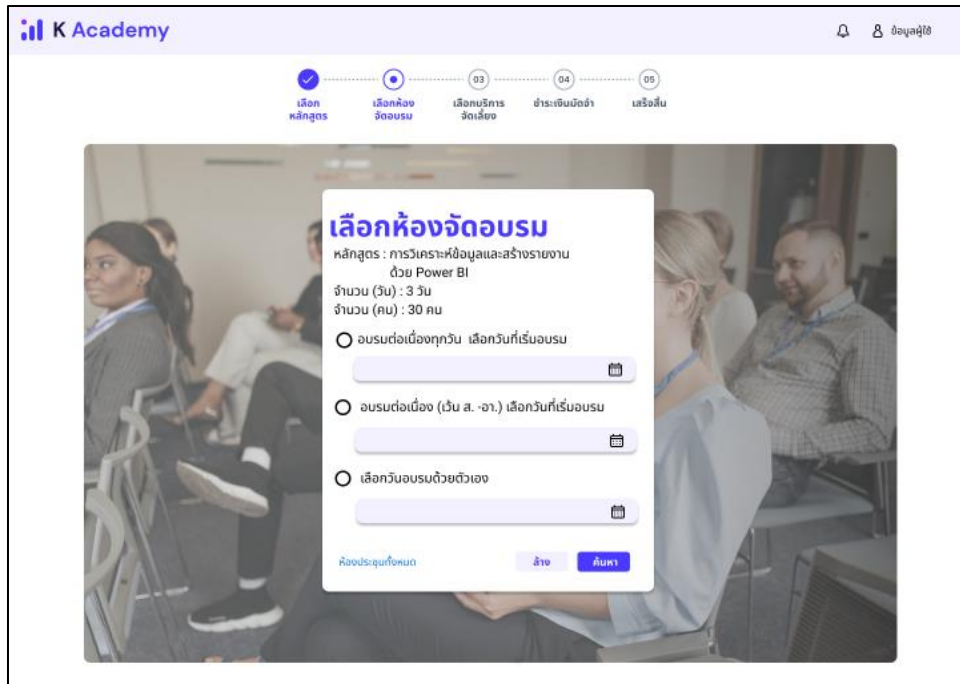 K Academy
ข้อมูลผู้ใช้
03
04
05
เลือก
หลักสูตร
เลือกห้อง
จัดอบรม
เลือกบริการ
จัดเลี้ยง
ชำระเงินมัดจำ
เสร็จสิ้น
เลือกห้องจัดอบรม
หลักสูตร : การวิเคราะห์ข้อมูลและสร้างรายงาน
ด้วย Power BI
จำนวน (วัน) : 3 วัน
จำนวน (คน) : 30 คน
อบรมต่อเนื่องทุกวัน เลือกวันที่เริ่มอบรม
อบรมต่อเนื่อง (เว้น ส. -อา.) เลือกวันที่เริ่มอบรม
เลือกวันอบรมด้วยตัวเอง
ห้องประชุมทั้งหมด
ล้าง
ค้นหา